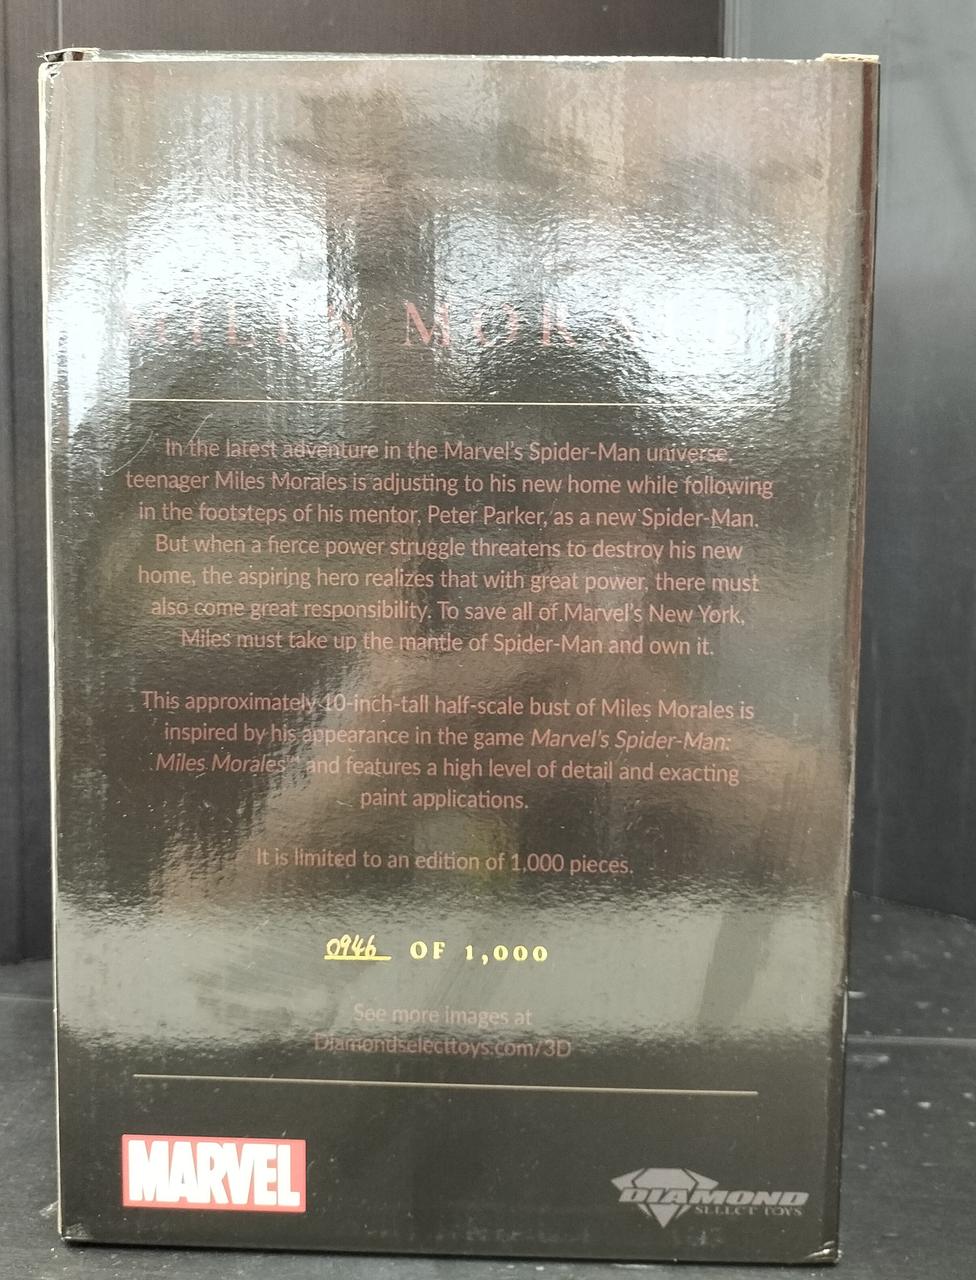 MILES MORALES
In the latest adventure in the Marvel's Spider-Man universe,
teenager Miles Morales is adjusting to his new home while following
in the footsteps of his mentor, Peter Parker, as a new Spider-Man.
But when a fierce power struggle threatens to destroy his new
home, the aspiring hero realizes that with great power, there must
also come great responsibility. To save all of Marvel's New York,
Miles must take up the mantle of Spider-Man and own it.
This approximately 10-inch-tall half-scale bust of Miles Morales is
inspired by his appearance in the game Marvel's Spider-Man:
Miles Morales™ and features a high level of detail and exacting
paint applications.
It is limited to an edition of 1,000 pieces.
0946 OF 1,000
See more images at
Diamondselecttoys.com/3D
MARVEL
DIAMOND
SELECT TOYS